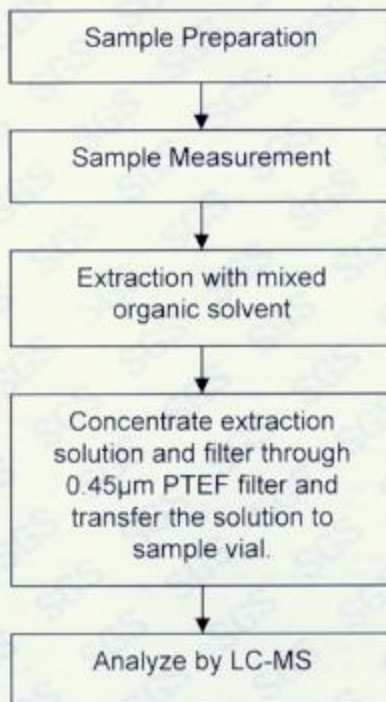 Sample Preparation
Sample Measurement
Extraction with mixed
organic solvent
Concentrate extraction
solution and filter through
0.45µm PTEF filter and
transfer the solution to
sample vial.
Analyze by LC-MS